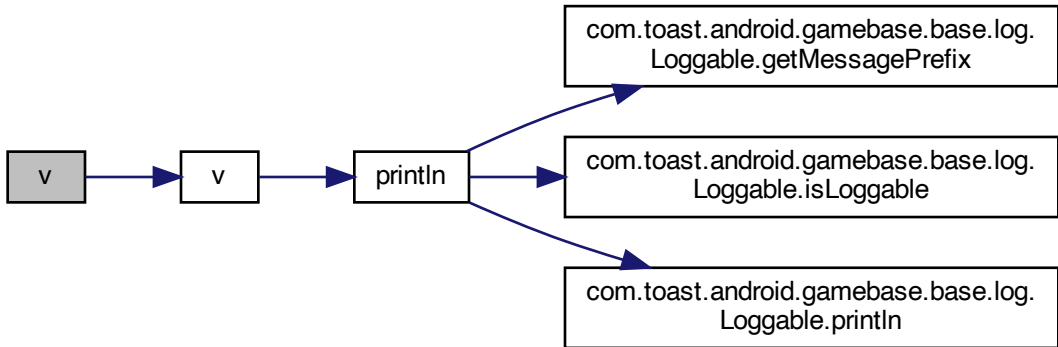 v
v
println
com.toast.android.gamebase.base.log.
Loggable.getMessagePrefix
com.toast.android.gamebase.base.log.
Loggable.isLoggable
com.toast.android.gamebase.base.log.
Loggable.println